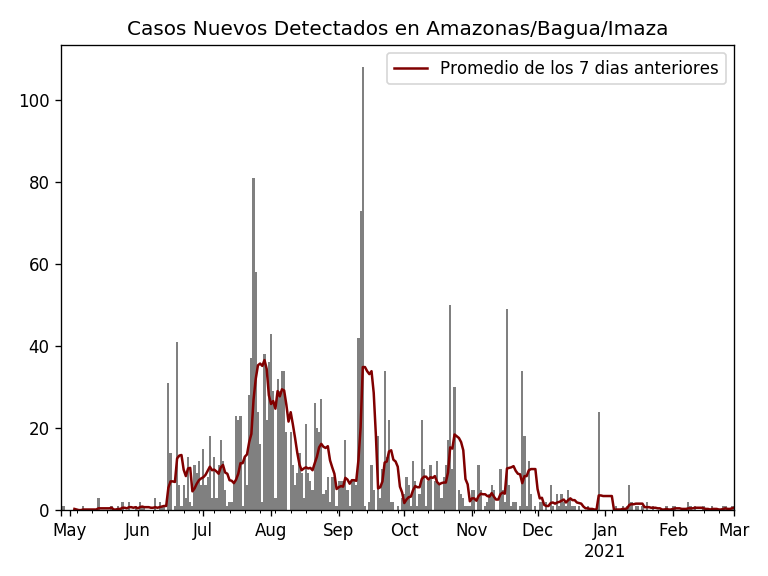 Casos Nuevos Detectados en Amazonas/Bagua/Imaza
Promedio de los 7 dias anteriores
100
80
60
40
20
0
May Jun Jul Aug Sep Oct Nov Dec Jan Feb Mar
2021